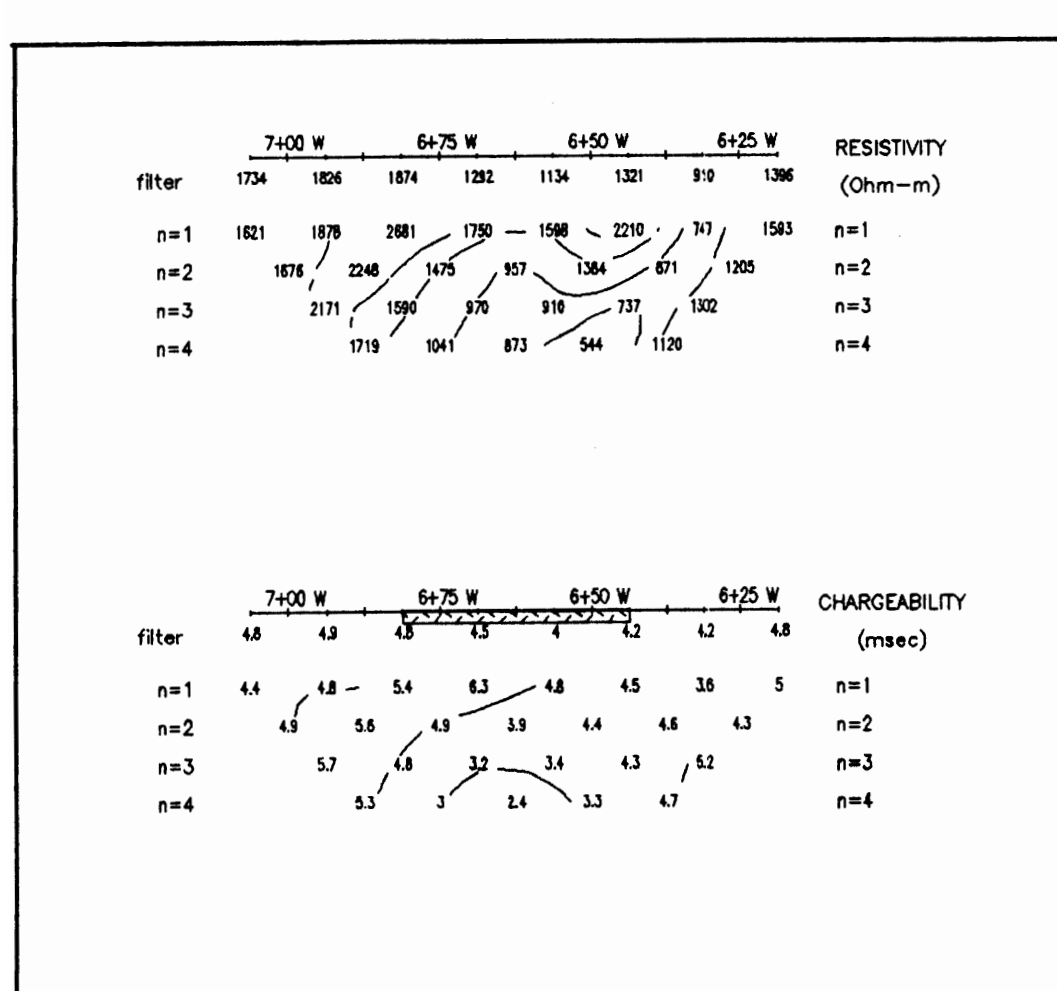 7+00 W 6+75 W 6+50 W 6+25 W RESISTIVITY
filter 1734 1826 1874 1292 1134 1321 910 1396 (Ohm-m)
n=1 1621 1878 2681 1750 1598 2210 747 1593 n=1
n=2 1676 2248 1475 957 1384 871 1205 n=2
n=3 2171 1590 970 910 737 1302 n=3
n=4 1719 1041 873 544 1120 n=4
7+00 W 6+75 W 6+50 W 6+25 W CHARGEABILITY
filter 4.8 4.9 4.8 4.5 4 4.2 4.2 4.8 (msec)
n=1 4.4 4.8 5.4 6.3 4.8 4.5 3.6 5 n=1
n=2 4.9 5.6 4.9 3.9 4.4 4.6 4.3 n=2
n=3 5.7 4.8 3.2 3.4 4.3 5.2 n=3
n=4 5.3 3 2.4 3.3 4.7 n=4